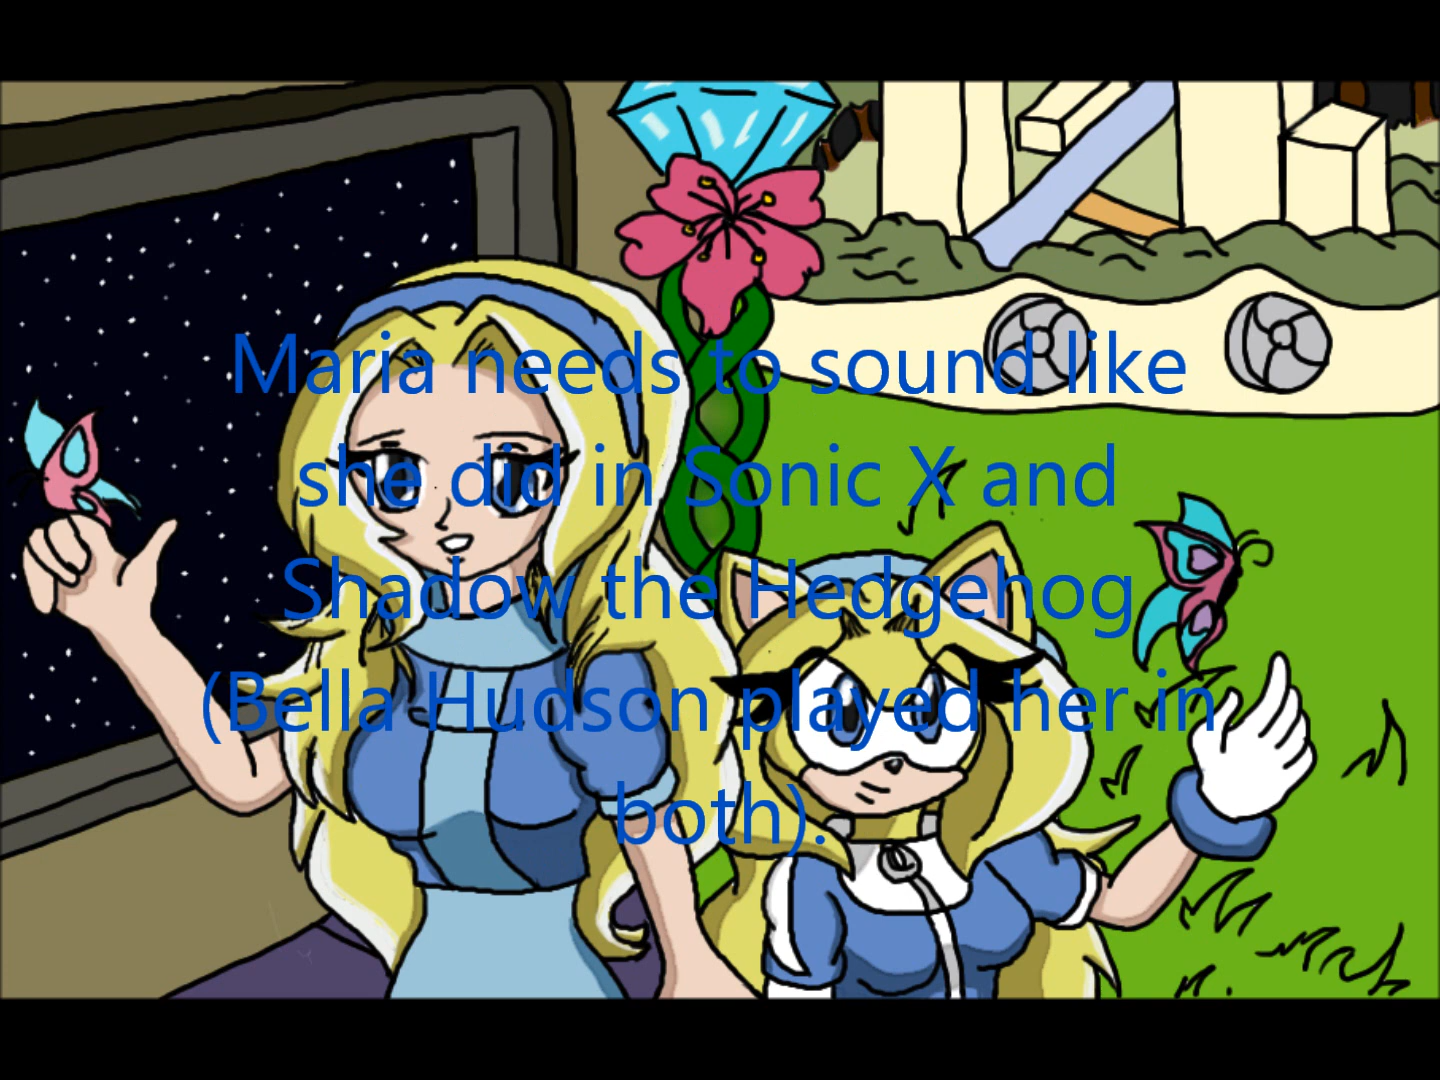 Maria needs to sound like
she did in Sonic X and
Shadow the Hedgehog
(Bella Hudson played her in
both).